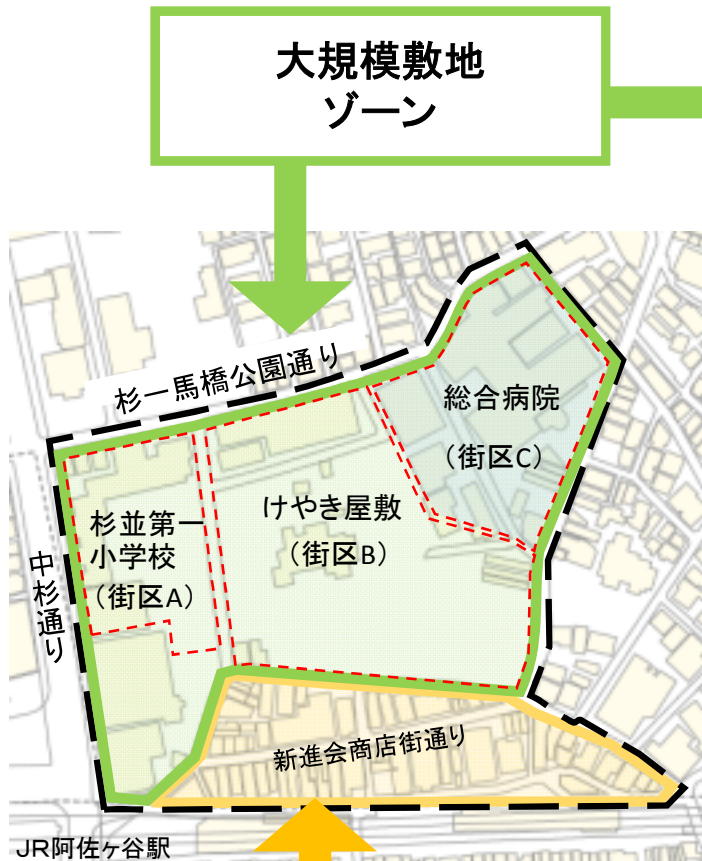 大規模敷地
ゾーン
杉一馬橋公園通り
総合病院
（街区C）
けやき屋敷
（街区B）
杉並第一
小学校
（街区A）
中杉通り
新進会商店街通り
JR阿佐ヶ谷駅